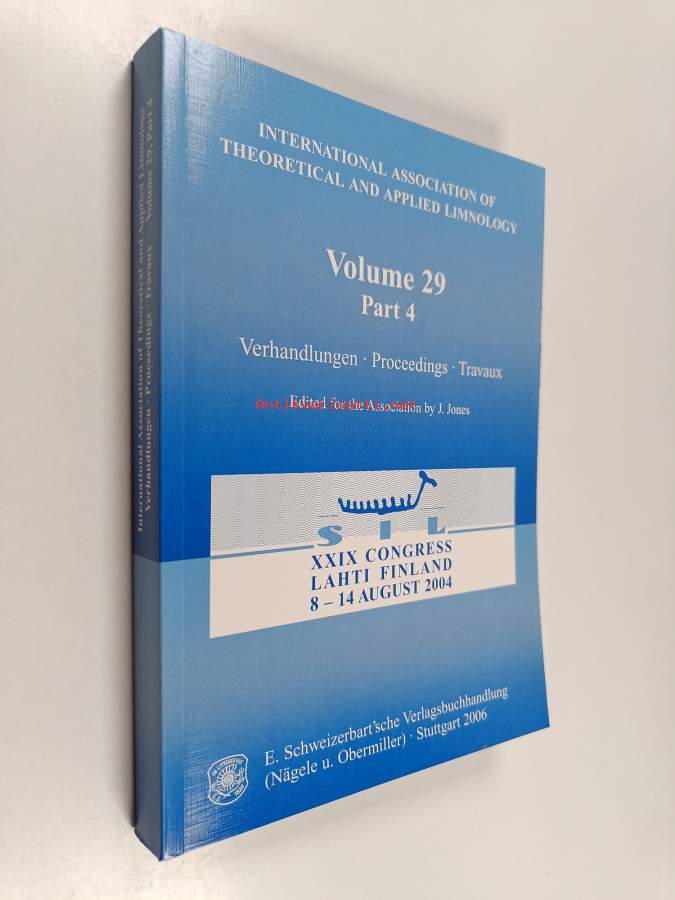 International Association of Theoretical and Applied Limnology
Verhandlungen · Proceedings · Travaux Volume 29, Part 4
INTERNATIONAL ASSOCIATION OF
THEORETICAL AND APPLIED LIMNOLOGY
Volume 29
Part 4
Verhandlungen · Proceedings · Travaux
Edited for the Association by J. Jones
SIL
XXIX CONGRESS
LAHTI FINLAND
8 – 14 AUGUST 2004
E. Schweizerbart'sche Verlagsbuchhandlung
(Nägele u. Obermiller) · Stuttgart 2006